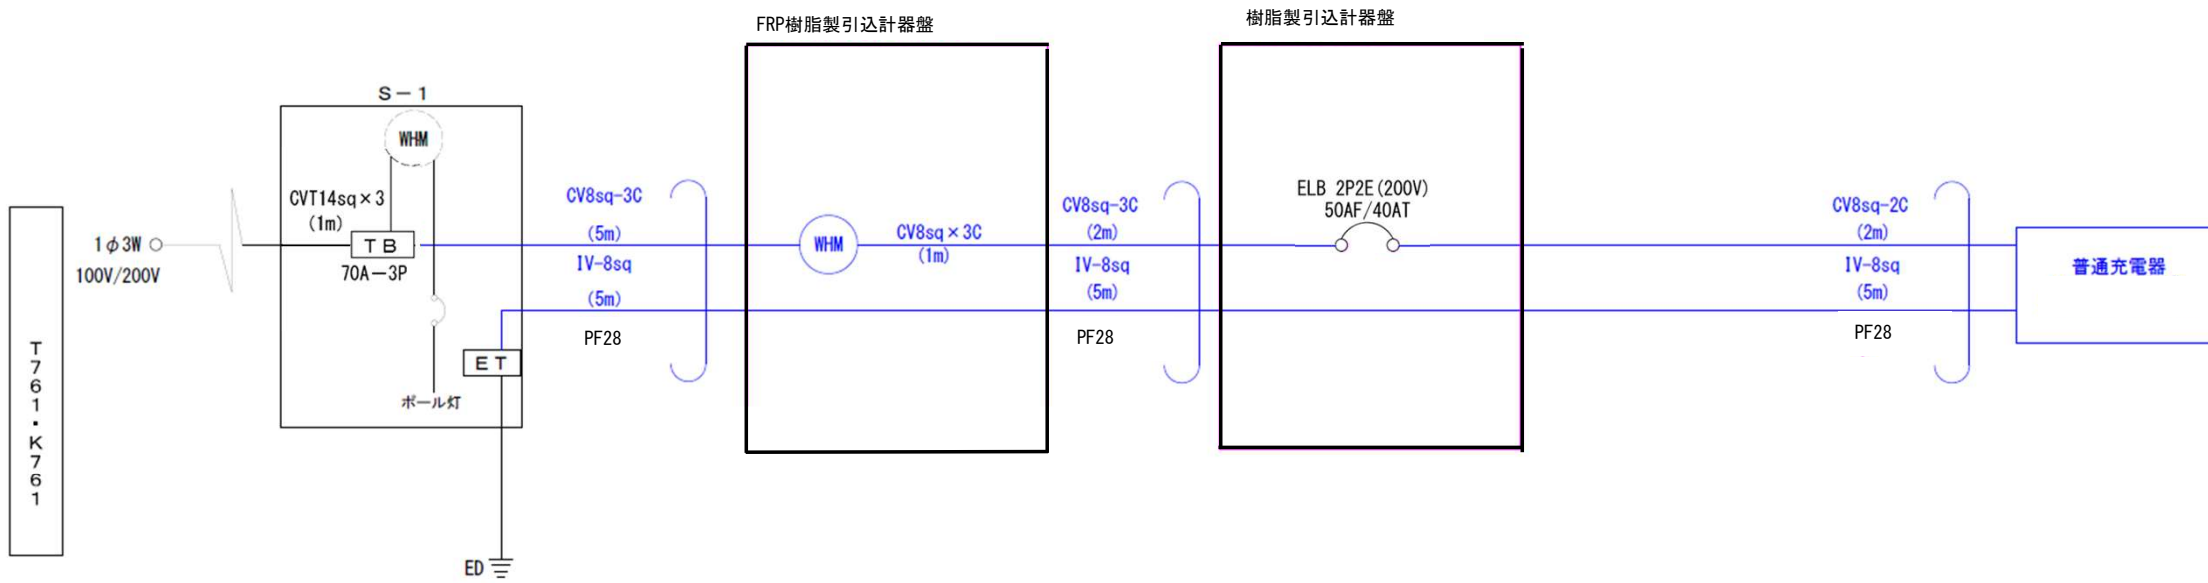 FRP樹脂製引込計器盤
樹脂製引込計器盤
S－1
WHM
CVT14sq×3
(1m)
TB
70A－3P
1φ3W
100V/200V
T761・K761
ET
ポール灯
ED
CV8sq-3C
(5m)
IV-8sq
(5m)
PF28
WHM
CV8sq×3C
(1m)
CV8sq-3C
(2m)
IV-8sq
(5m)
PF28
ELB 2P2E(200V)
50AF/40AT
CV8sq-2C
(2m)
IV-8sq
(5m)
PF28
普通充電器